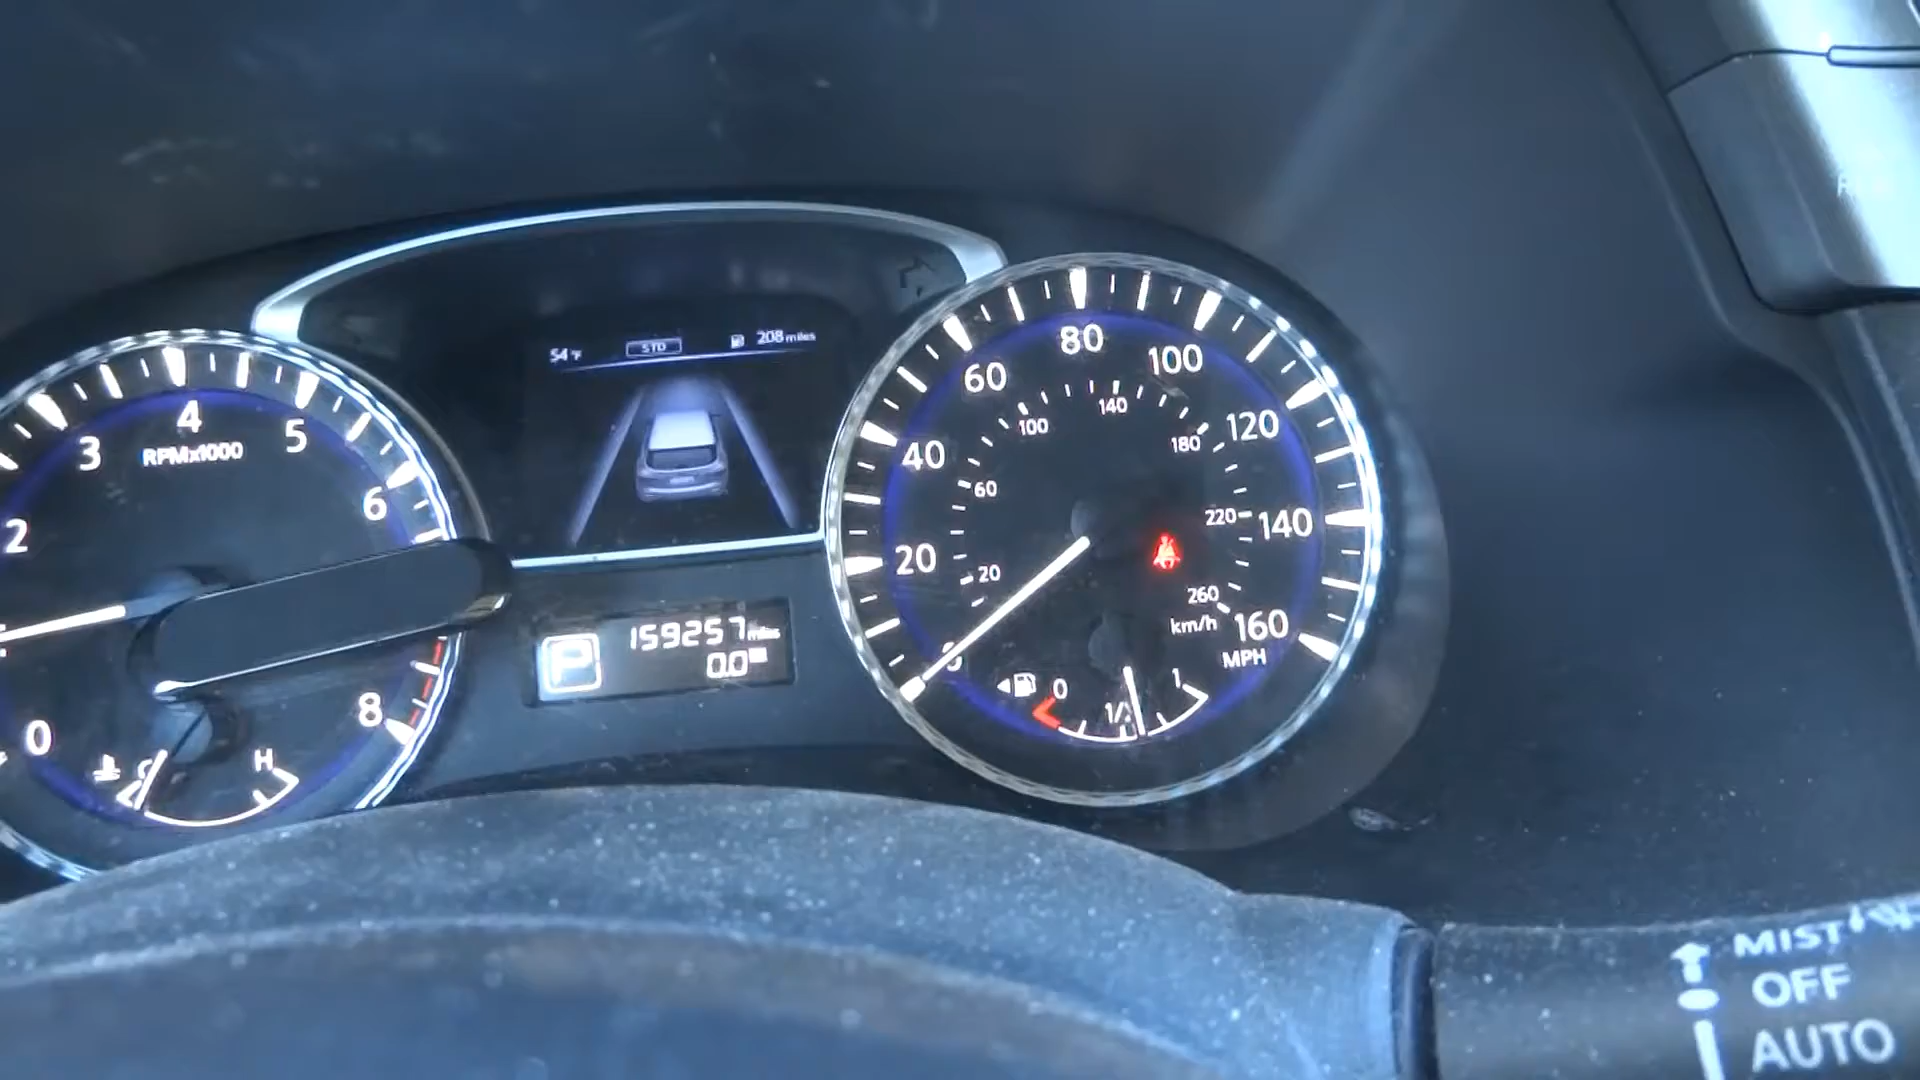 54°F STD 208 miles
2 3 4 5 6 8 0
RPMx1000
H
P 159257 miles
0.0
0 20 40 60 80 100 120 140 160
MPH
20 60 100 140 180 220 260
km/h
0 1/2 1
MIST
OFF
AUTO